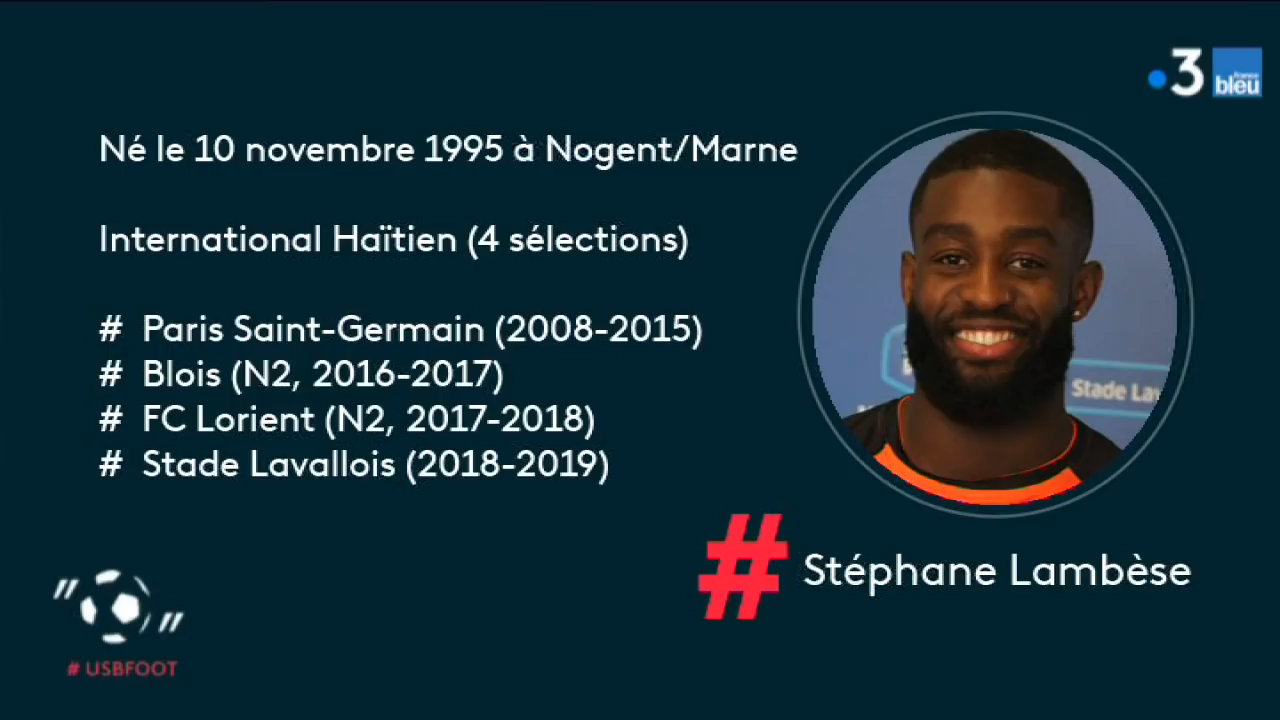 3 france bleu
Né le 10 novembre 1995 à Nogent/Marne
International Haïtien (4 sélections)
# Paris Saint-Germain (2008-2015)
# Blois (N2, 2016-2017)
# FC Lorient (N2, 2017-2018)
# Stade Lavallois (2018-2019)
Stade La
# Stéphane Lambèse
# USBFOOT